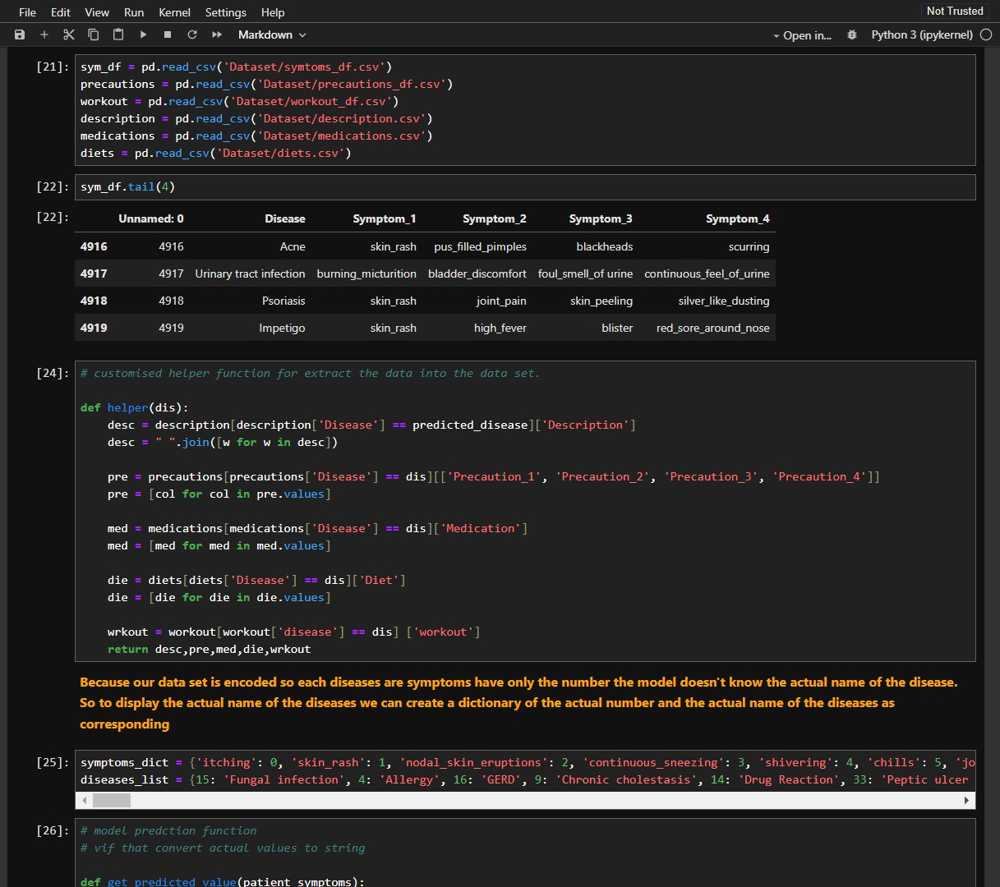 File Edit View Run Kernel Settings Help Not Trusted
Markdown Open in... Python 3 (ipykernel)
[21]: sym_df = pd.read_csv('Dataset/symtoms_df.csv')
precautions = pd.read_csv('Dataset/precautions_df.csv')
workout = pd.read_csv('Dataset/workout_df.csv')
description = pd.read_csv('Dataset/description.csv')
medications = pd.read_csv('Dataset/medications.csv')
diets = pd.read_csv('Dataset/diets.csv')
[22]: sym_df.tail(4)
[22]: Unnamed: 0 Disease Symptom_1 Symptom_2 Symptom_3 Symptom_4
4916 4916 Acne skin_rash pus_filled_pimples blackheads scurring
4917 4917 Urinary tract infection burning_micturition bladder_discomfort foul_smell_of urine continuous_feel_of_urine
4918 4918 Psoriasis skin_rash joint_pain skin_peeling silver_like_dusting
4919 4919 Impetigo skin_rash high_fever blister red_sore_around_nose
[24]: # customised helper function for extract the data into the data set.
def helper(dis):
    desc = description[description['Disease'] == predicted_disease]['Description']
    desc = " ".join([w for w in desc])
    pre = precautions[precautions['Disease'] == dis][['Precaution_1', 'Precaution_2', 'Precaution_3', 'Precaution_4']]
    pre = [col for col in pre.values]
    med = medications[medications['Disease'] == dis]['Medication']
    med = [med for med in med.values]
    die = diets[diets['Disease'] == dis]['Diet']
    die = [die for die in die.values]
    wrkout = workout[workout['disease'] == dis] ['workout']
    return desc,pre,med,die,wrkout
Because our data set is encoded so each diseases are symptoms have only the number the model doesn't know the actual name of the disease.
So to display the actual name of the diseases we can create a dictionary of the actual number and the actual name of the diseases as
corresponding
[25]: symptoms_dict = {'itching': 0, 'skin_rash': 1, 'nodal_skin_eruptions': 2, 'continuous_sneezing': 3, 'shivering': 4, 'chills': 5, 'jo
diseases_list = {15: 'Fungal infection', 4: 'Allergy', 16: 'GERD', 9: 'Chronic cholestasis', 14: 'Drug Reaction', 33: 'Peptic ulcer
[26]: # model predction function
# vif that convert actual values to string
def get_predicted_value(patient_symptoms):